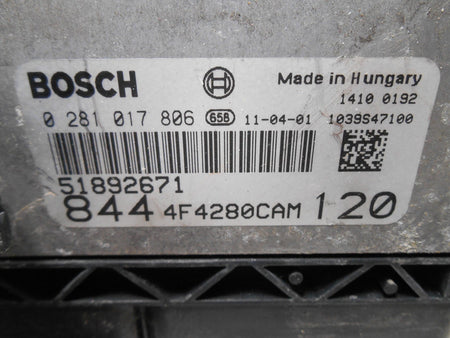 BOSCH
Made in Hungary
1410 0192
0 281 017 806 658 11-04-01 1039S47100
51892671
844 4F4280CAM 120